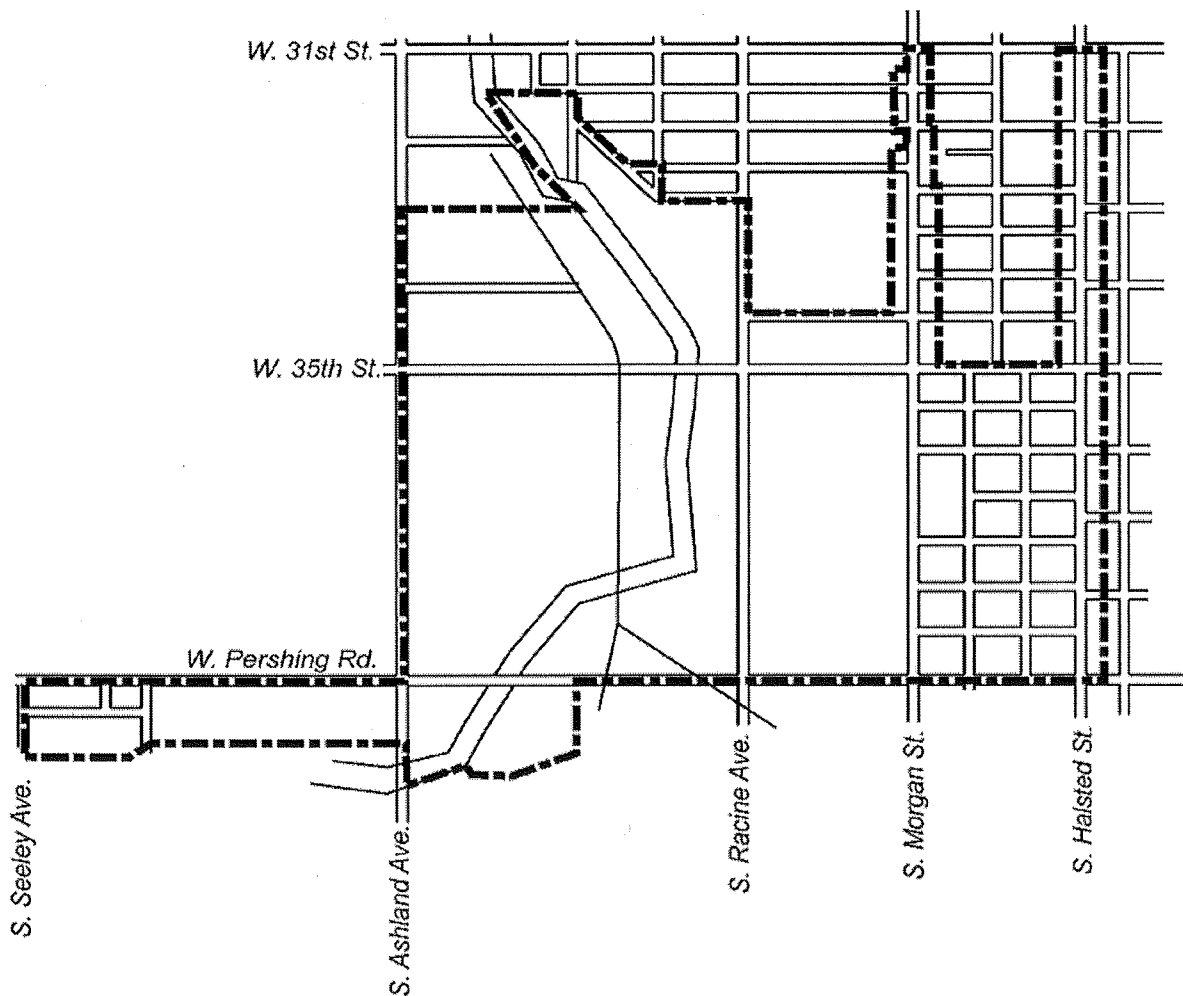 W. 31st St.
W. 35th St.
W. Pershing Rd.
S. Seeley Ave.
S. Ashland Ave.
S. Racine Ave.
S. Morgan St.
S. Halsted St.